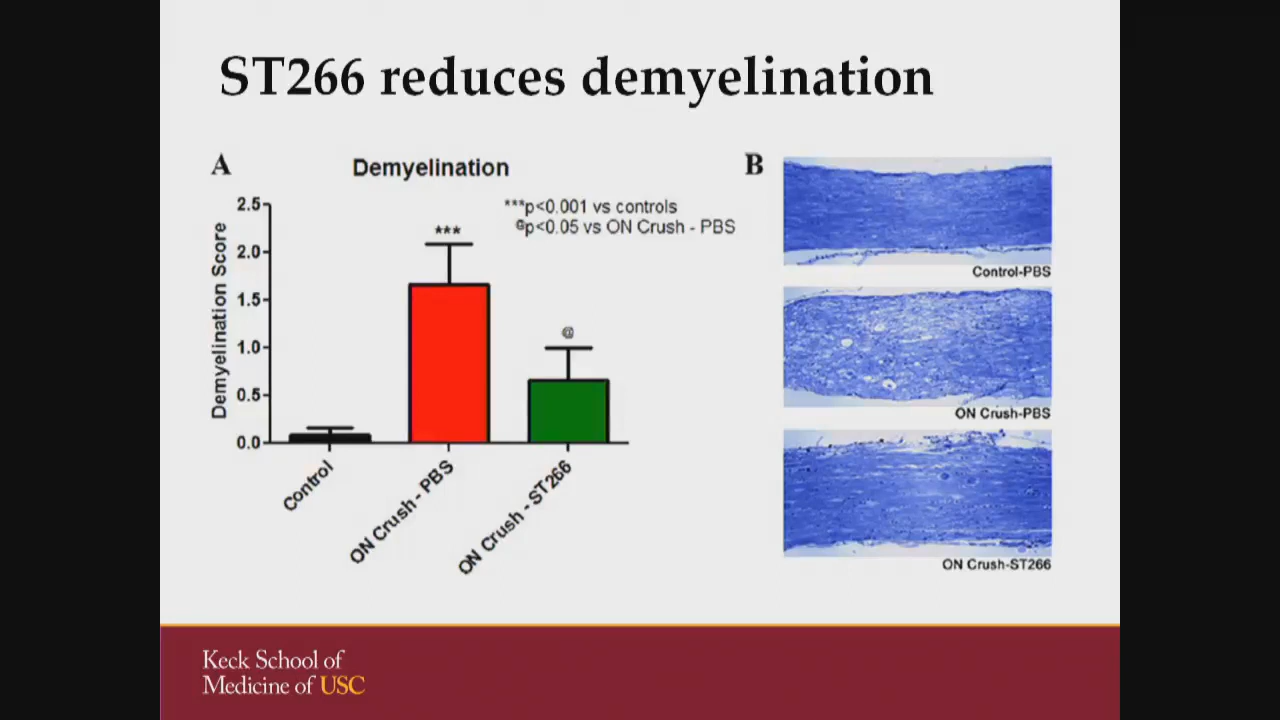 ST266 reduces demyelination
A
Demyelination
***p<0.001 vs controls
@p<0.05 vs ON Crush - PBS
Demyelination Score
2.5
2.0
1.5
1.0
0.5
0.0
***
@
Control
ON Crush - PBS
ON Crush - ST266
B
Control-PBS
ON Crush-PBS
ON Crush-ST266
Keck School of
Medicine of USC